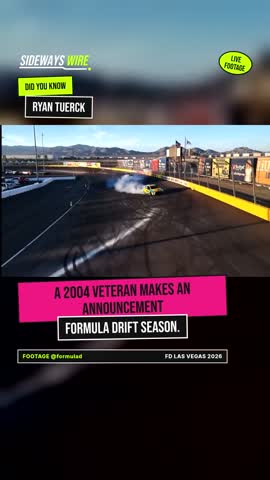 SIDEWAYS WIRE.
LIVE
FOOTAGE
DID YOU KNOW
RYAN TUERCK
A 2004 VETERAN MAKES AN
ANNOUNCEMENT
FORMULA DRIFT SEASON.
FOOTAGE @formulad
FD LAS VEGAS 2026